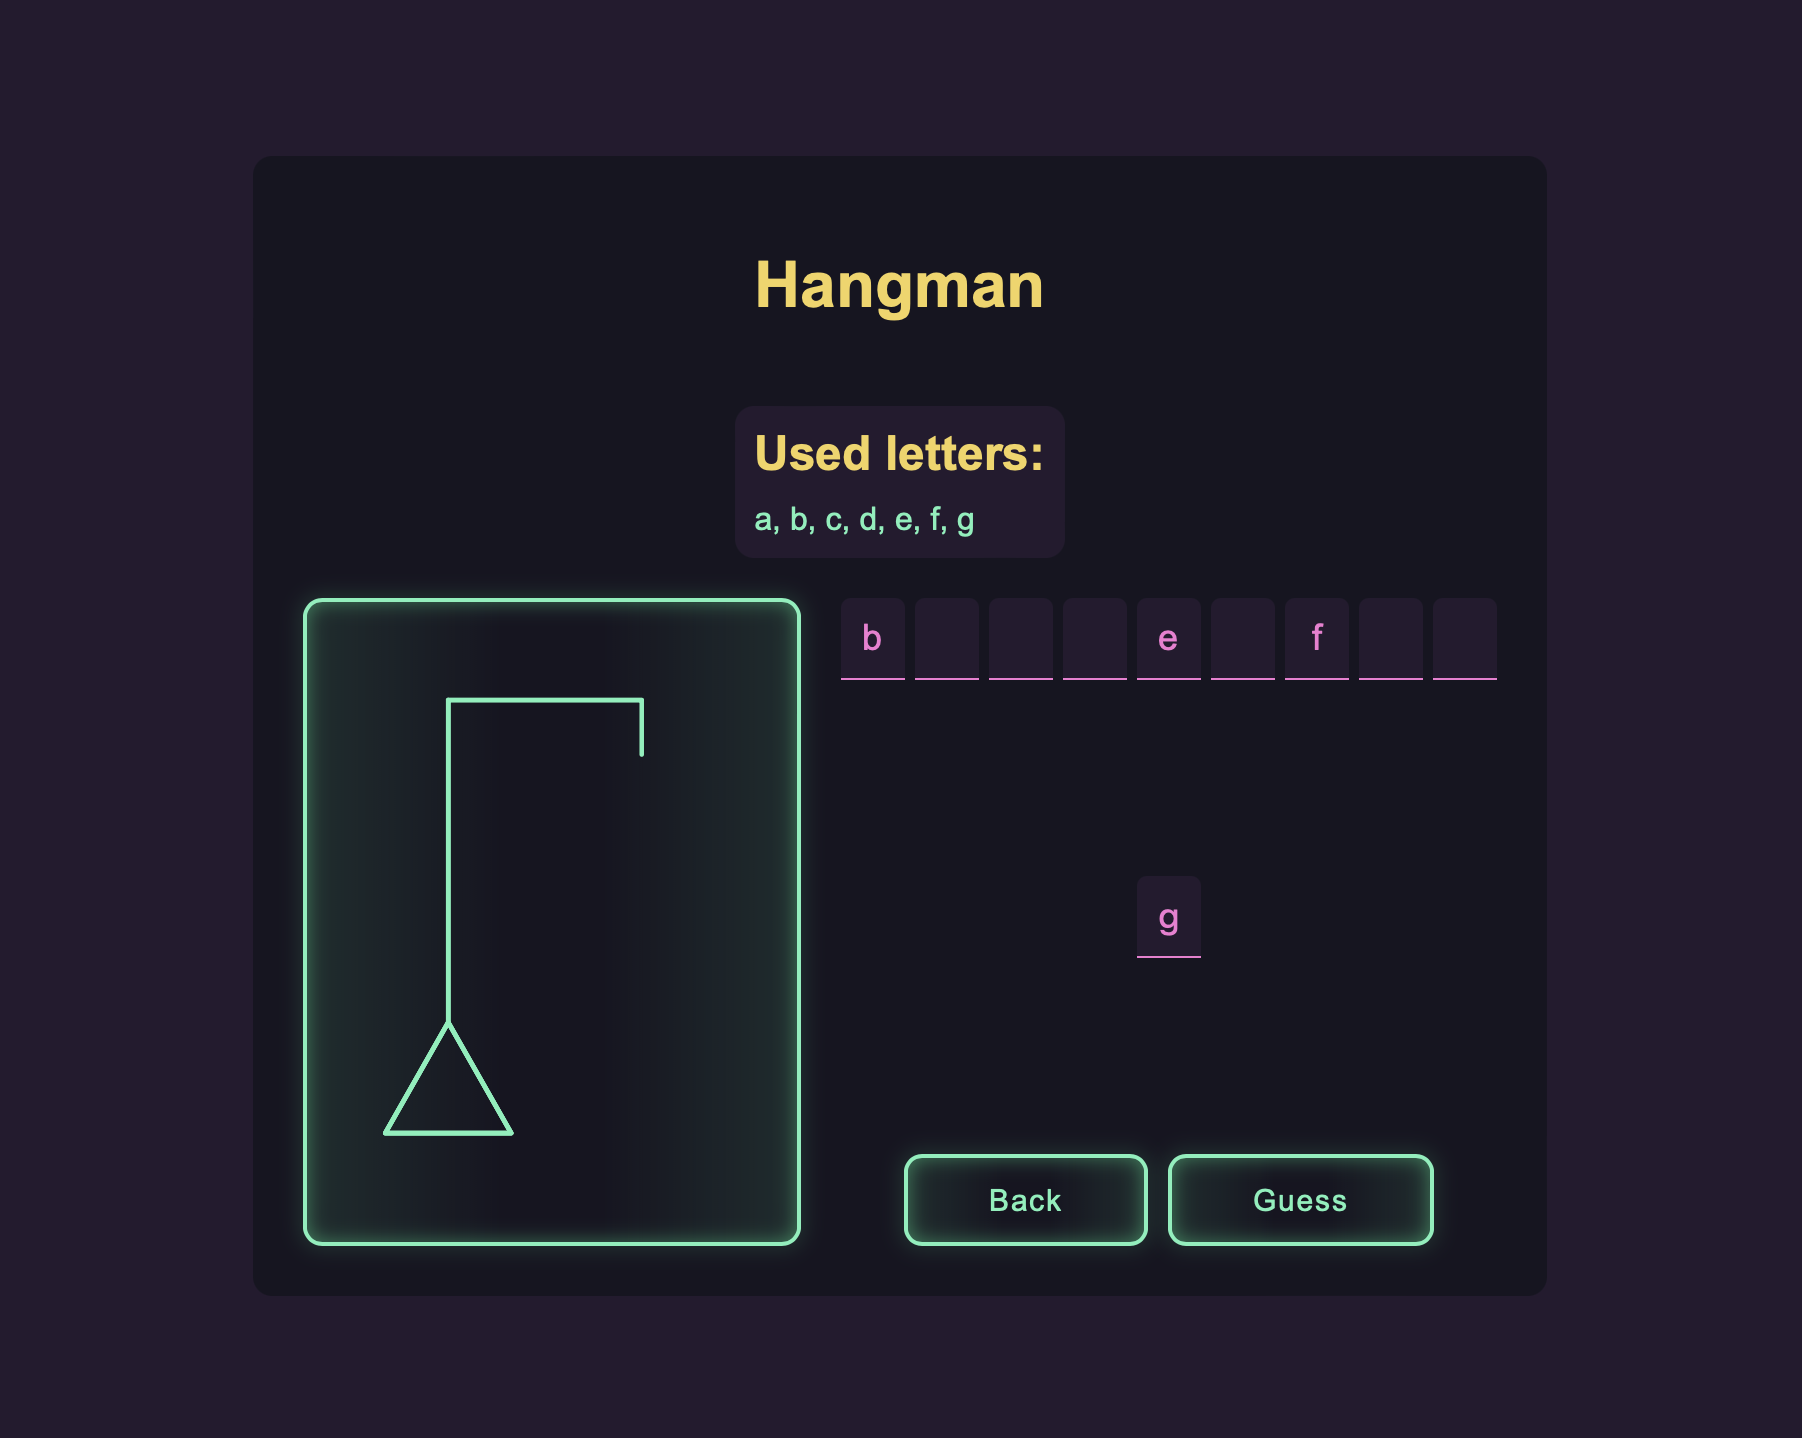 Hangman
Used letters:
a, b, c, d, e, f, g
b e f
g
Back Guess